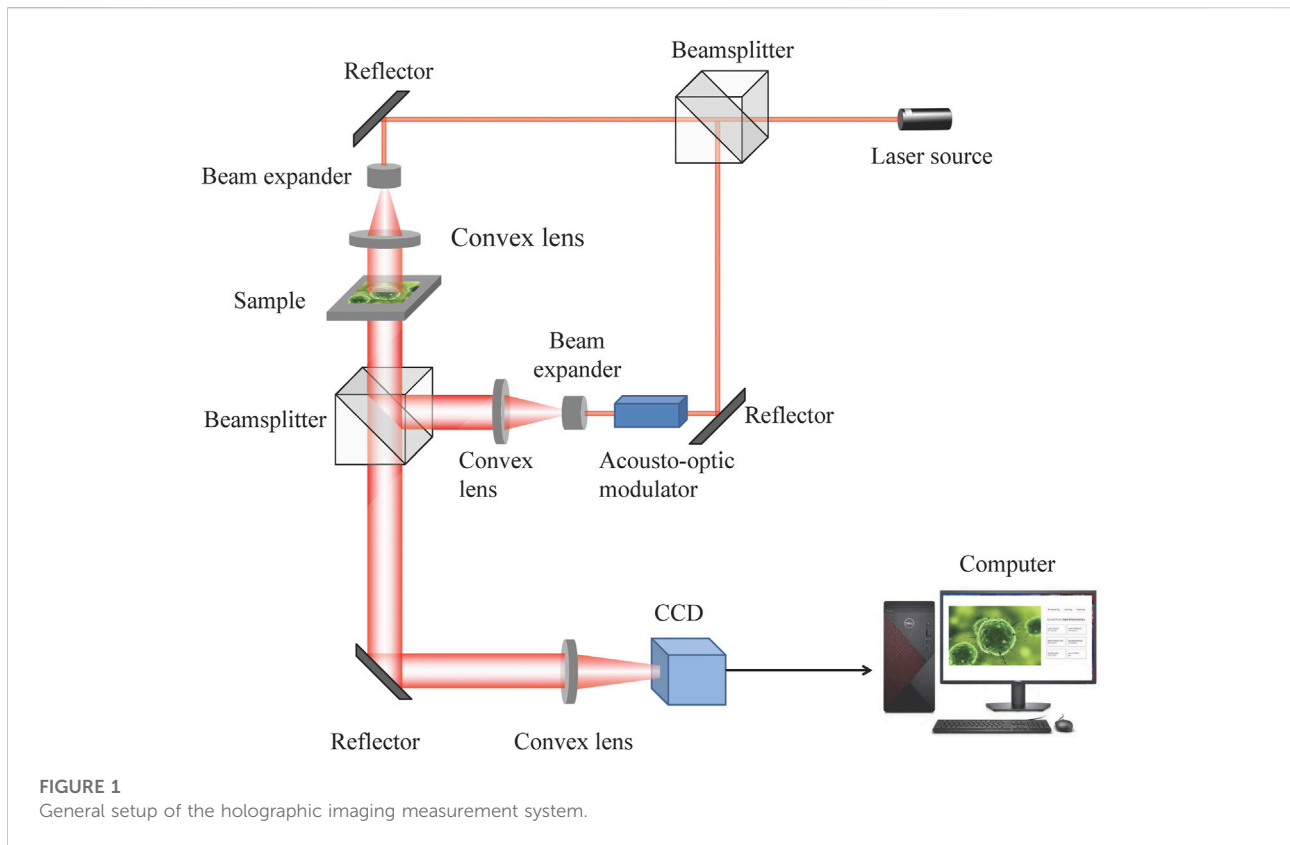 Beamsplitter
Reflector
Laser source
Beam expander
Convex lens
Sample
Beam
expander
Beamsplitter
Reflector
Convex
lens
Acousto-optic
modulator
Computer
CCD
DELL
Reflector
Convex lens
FIGURE 1
General setup of the holographic imaging measurement system.